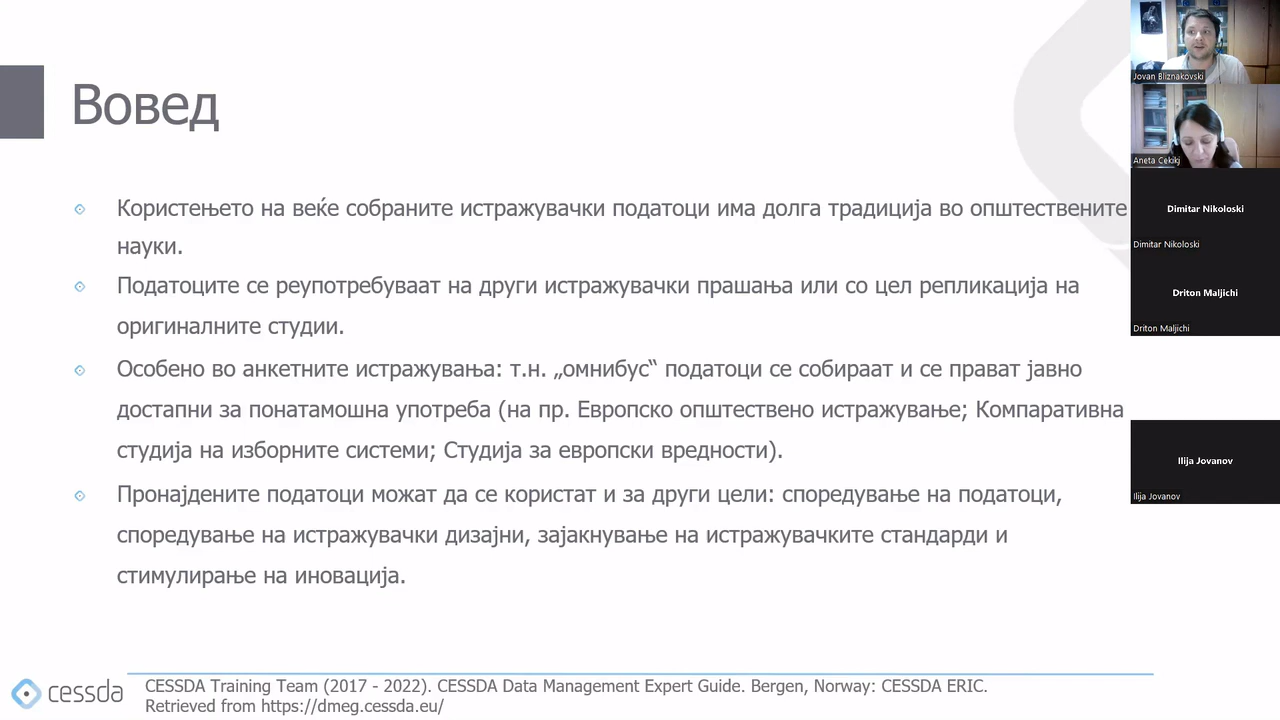 Вовед
Користењето на веќе собраните истражувачки податоци има долга традиција во општествените
науки.
Податоците се реупотребуваат на други истражувачки прашања или со цел репликација на
оригиналните студии.
Особено во анкетните истражувања: т.н. „омнибус“ податоци се собираат и се прават јавно
достапни за понатамошна употреба (на пр. Европско општествено истражување; Компаративна
студија на изборните системи; Студија за европски вредности).
Пронајдените податоци можат да се користат и за други цели: споредување на податоци,
споредување на истражувачки дизајни, зајакнување на истражувачките стандарди и
стимулирање на иновација.
cessda
CESSDA Training Team (2017 - 2022). CESSDA Data Management Expert Guide. Bergen, Norway: CESSDA ERIC.
Retrieved from https://dmeg.cessda.eu/
Jovan Bliznakovski
Aneta Cekikj
Dimitar Nikoloski
Dimitar Nikoloski
Driton Maljichi
Driton Maljichi
Ilija Jovanov
Ilija Jovanov